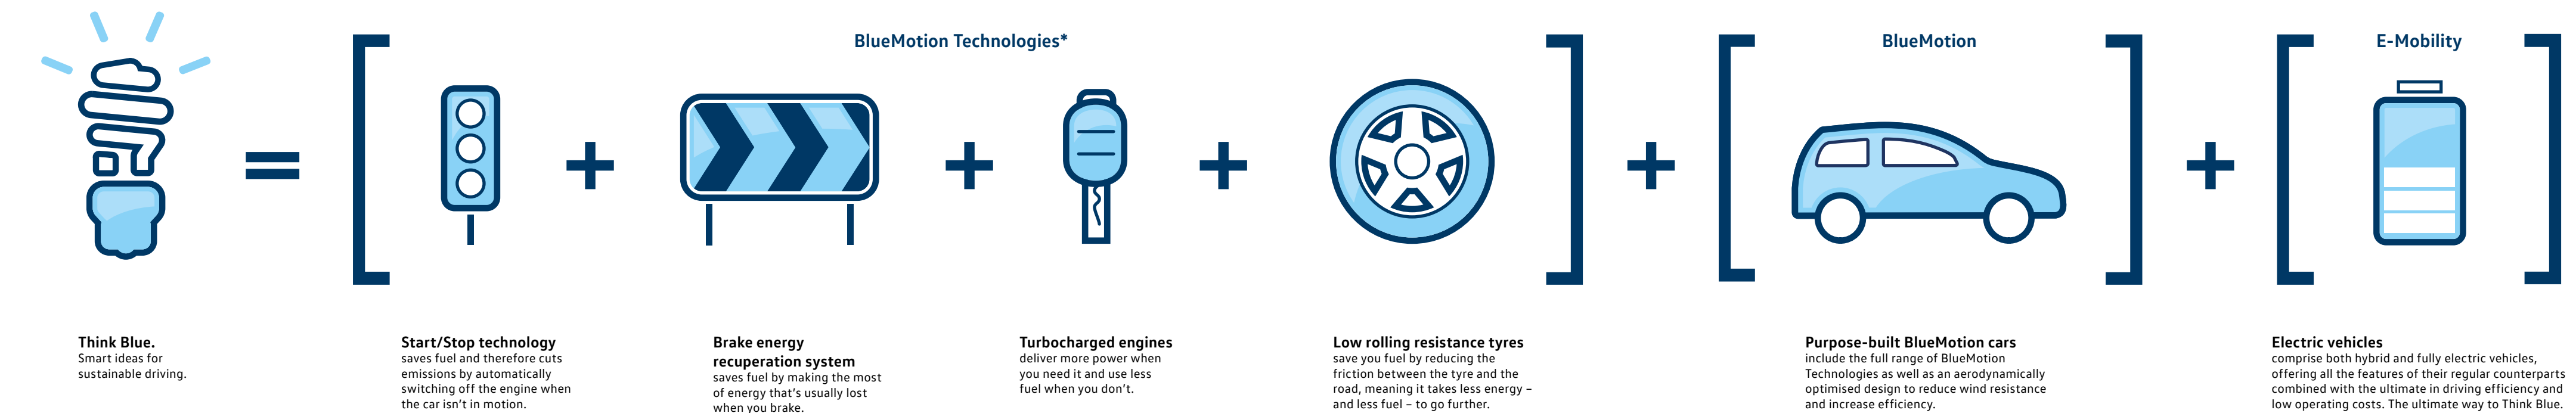 BlueMotion Technologies*
BlueMotion
E-Mobility
Think Blue.
Smart ideas for
sustainable driving.
Start/Stop technology
saves fuel and therefore cuts
emissions by automatically
switching off the engine when
the car isn't in motion.
Brake energy
recuperation system
saves fuel by making the most
of energy that's usually lost
when you brake.
Turbocharged engines
deliver more power when
you need it and use less
fuel when you don't.
Low rolling resistance tyres
save you fuel by reducing the
friction between the tyre and the
road, meaning it takes less energy –
and less fuel – to go further.
Purpose-built BlueMotion cars
include the full range of BlueMotion
Technologies as well as an aerodynamically
optimised design to reduce wind resistance
and increase efficiency.
Electric vehicles
comprise both hybrid and fully electric vehicles,
offering all the features of their regular counterparts
combined with the ultimate in driving efficiency and
low operating costs. The ultimate way to Think Blue.